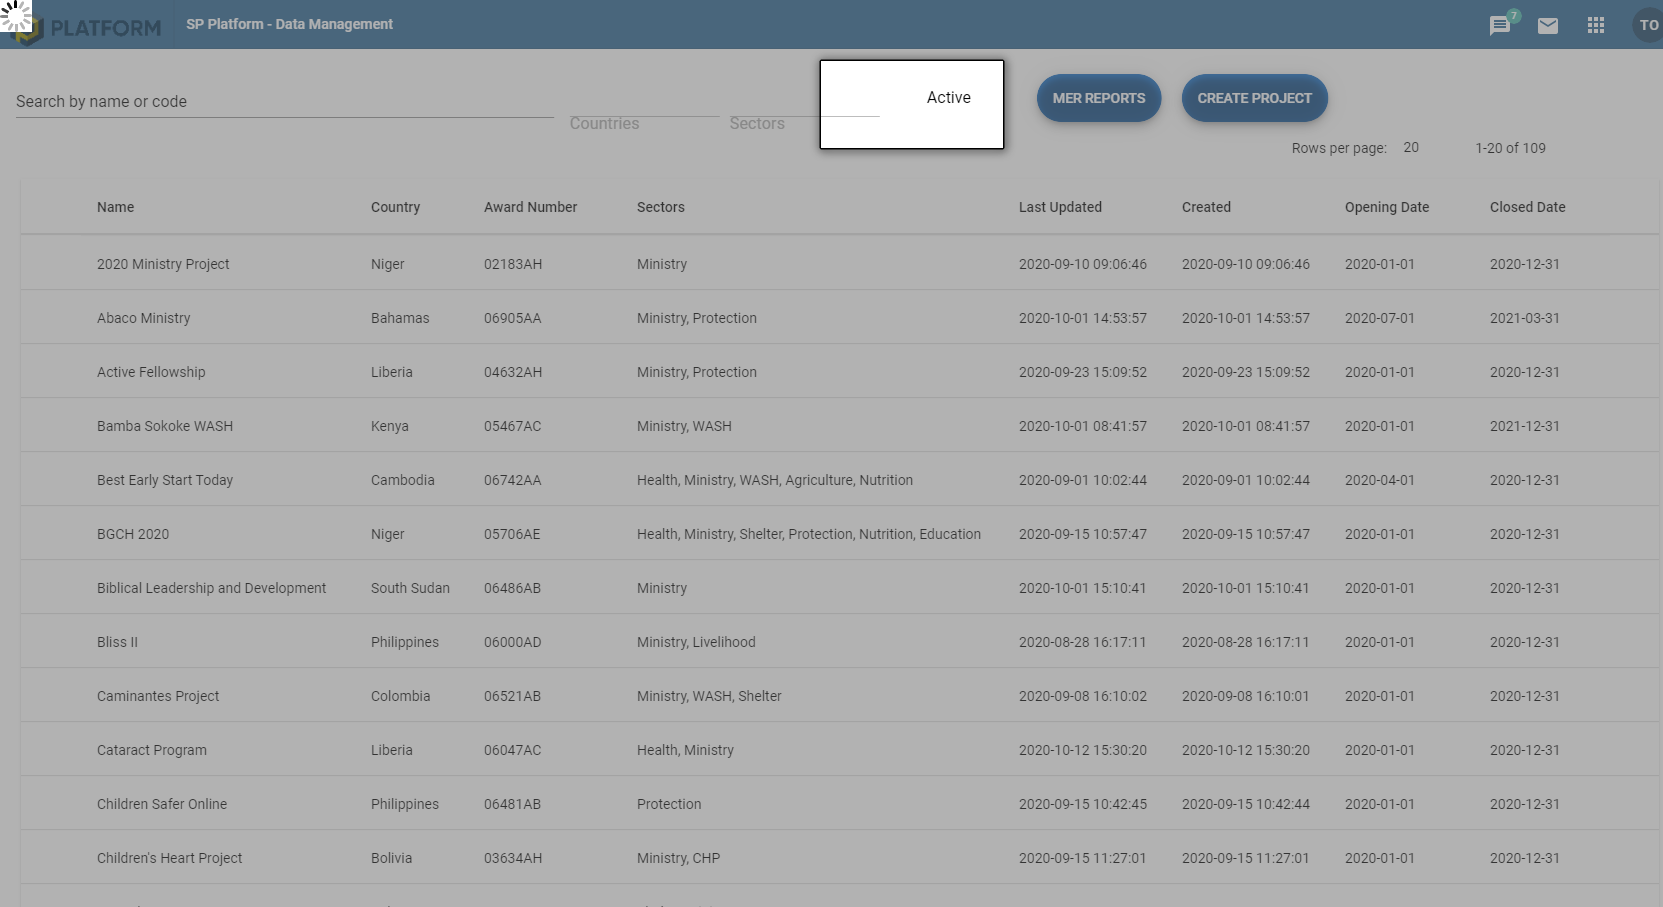 PLATFORM SP Platform - Data Management 7 TO
Search by name or code Countries Sectors Active MER REPORTS CREATE PROJECT
Rows per page: 20 1-20 of 109
Name Country Award Number Sectors Last Updated Created Opening Date Closed Date
2020 Ministry Project Niger 02183AH Ministry 2020-09-10 09:06:46 2020-09-10 09:06:46 2020-01-01 2020-12-31
Abaco Ministry Bahamas 06905AA Ministry, Protection 2020-10-01 14:53:57 2020-10-01 14:53:57 2020-07-01 2021-03-31
Active Fellowship Liberia 04632AH Ministry, Protection 2020-09-23 15:09:52 2020-09-23 15:09:52 2020-01-01 2020-12-31
Bamba Sokoke WASH Kenya 05467AC Ministry, WASH 2020-10-01 08:41:57 2020-10-01 08:41:57 2020-01-01 2021-12-31
Best Early Start Today Cambodia 06742AA Health, Ministry, WASH, Agriculture, Nutrition 2020-09-01 10:02:44 2020-09-01 10:02:44 2020-04-01 2020-12-31
BGCH 2020 Niger 05706AE Health, Ministry, Shelter, Protection, Nutrition, Education 2020-09-15 10:57:47 2020-09-15 10:57:47 2020-01-01 2020-12-31
Biblical Leadership and Development South Sudan 06486AB Ministry 2020-10-01 15:10:41 2020-10-01 15:10:41 2020-01-01 2020-12-31
Bliss II Philippines 06000AD Ministry, Livelihood 2020-08-28 16:17:11 2020-08-28 16:17:11 2020-01-01 2020-12-31
Caminantes Project Colombia 06521AB Ministry, WASH, Shelter 2020-09-08 16:10:02 2020-09-08 16:10:01 2020-01-01 2020-12-31
Cataract Program Liberia 06047AC Health, Ministry 2020-10-12 15:30:20 2020-10-12 15:30:20 2020-01-01 2020-12-31
Children Safer Online Philippines 06481AB Protection 2020-09-15 10:42:45 2020-09-15 10:42:44 2020-01-01 2020-12-31
Children's Heart Project Bolivia 03634AH Ministry, CHP 2020-09-15 11:27:01 2020-09-15 11:27:01 2020-01-01 2020-12-31